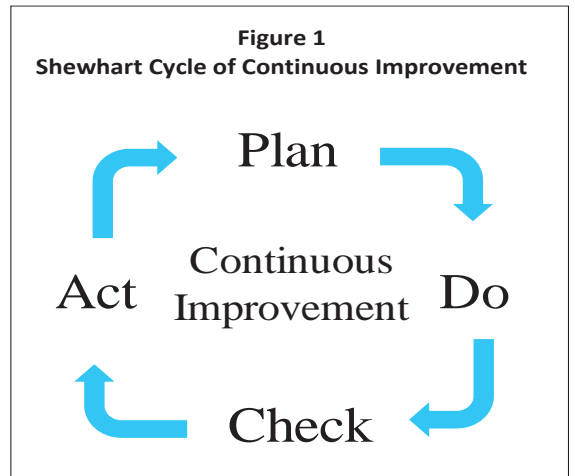 Figure 1
Shewhart Cycle of Continuous Improvement
Plan
Continuous
Improvement
Act
Do
Check